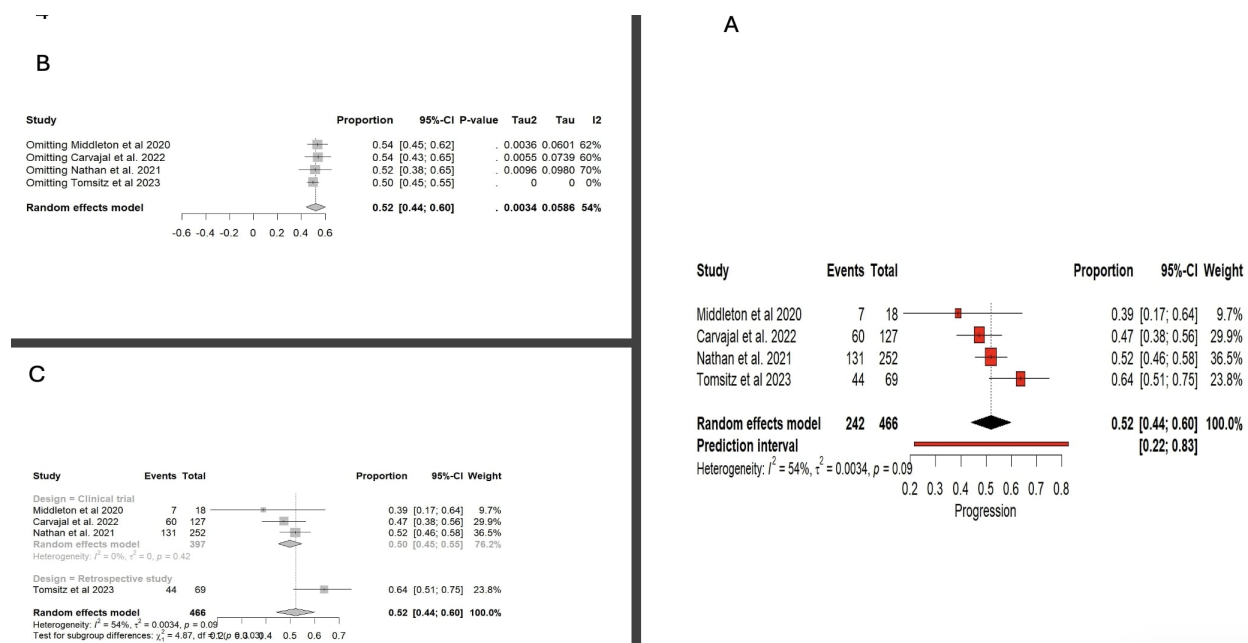 B
Study Proportion 95%-CI P-value Tau2 Tau I2
Omitting Middleton et al 2020 0.54 [0.45; 0.62] . 0.0036 0.0601 62%
Omitting Carvajal et al. 2022 0.54 [0.43; 0.65] . 0.0055 0.0739 60%
Omitting Nathan et al. 2021 0.52 [0.38; 0.65] . 0.0096 0.0980 70%
Omitting Tomsitz et al 2023 0.50 [0.45; 0.55] . 0 0 0%
Random effects model 0.52 [0.44; 0.60] . 0.0034 0.0586 54%
-0.6 -0.4 -0.2 0 0.2 0.4 0.6
C
Study Events Total Proportion 95%-CI Weight
Design = Clinical trial
Middleton et al 2020 7 18 0.39 [0.17; 0.64] 9.7%
Carvajal et al. 2022 60 127 0.47 [0.38; 0.56] 29.9%
Nathan et al. 2021 131 252 0.52 [0.46; 0.58] 36.5%
Random effects model 397 0.50 [0.45; 0.55] 76.2%
Heterogeneity: I² = 0%, τ² = 0, p = 0.42
Design = Retrospective study
Tomsitz et al 2023 44 69 0.64 [0.51; 0.75] 23.8%
Random effects model 466 0.52 [0.44; 0.60] 100.0%
Heterogeneity: I² = 54%, τ² = 0.0034, p = 0.09
Test for subgroup differences: χ²₁ = 4.87, df = 0.4 0.5 0.6 0.7
A
Study Events Total Proportion 95%-CI Weight
Middleton et al 2020 7 18 0.39 [0.17; 0.64] 9.7%
Carvajal et al. 2022 60 127 0.47 [0.38; 0.56] 29.9%
Nathan et al. 2021 131 252 0.52 [0.46; 0.58] 36.5%
Tomsitz et al 2023 44 69 0.64 [0.51; 0.75] 23.8%
Random effects model 242 466 0.52 [0.44; 0.60] 100.0%
Prediction interval [0.22; 0.83]
Heterogeneity: I² = 54%, τ² = 0.0034, p = 0.09
0.2 0.3 0.4 0.5 0.6 0.7 0.8
Progression